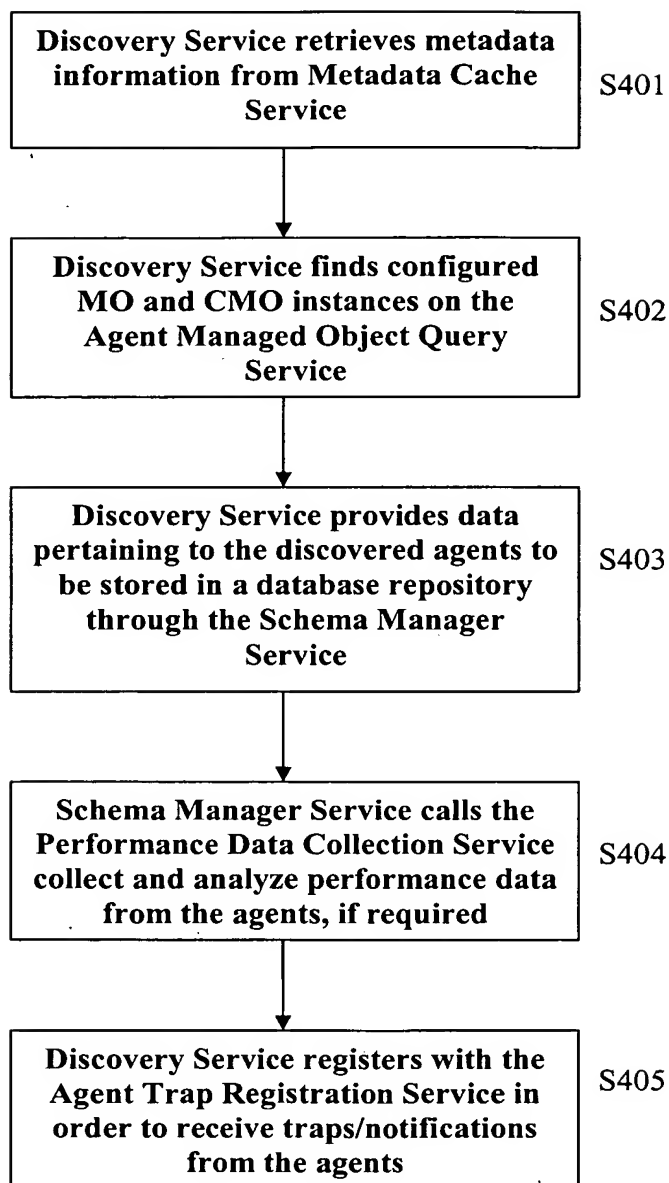 Discovery Service retrieves metadata
information from Metadata Cache
Service
S401
Discovery Service finds configured
MO and CMO instances on the
Agent Managed Object Query
Service
S402
Discovery Service provides data
pertaining to the discovered agents to
be stored in a database repository
through the Schema Manager
Service
S403
Schema Manager Service calls the
Performance Data Collection Service
collect and analyze performance data
from the agents, if required
S404
Discovery Service registers with the
Agent Trap Registration Service in
order to receive traps/notifications
from the agents
S405